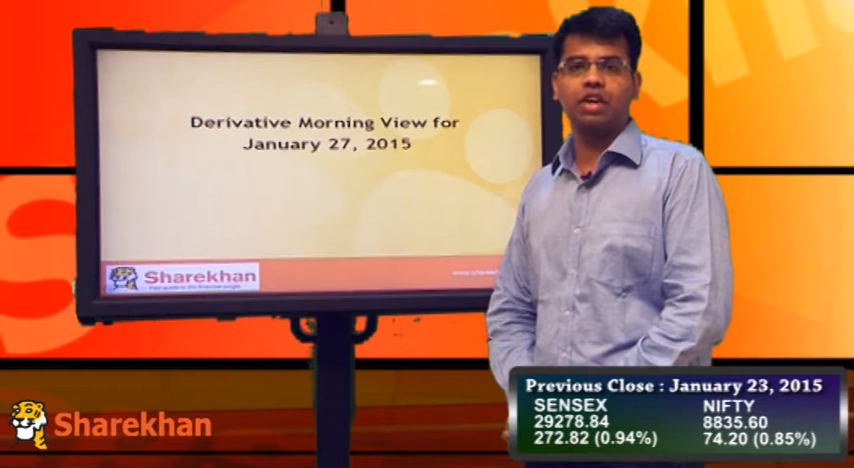 Derivative Morning View for
January 27, 2015
Sharekhan
Sharekhan
Previous Close : January 23, 2015
SENSEX NIFTY
29278.84 8835.60
272.82 (0.94%) 74.20 (0.85%)